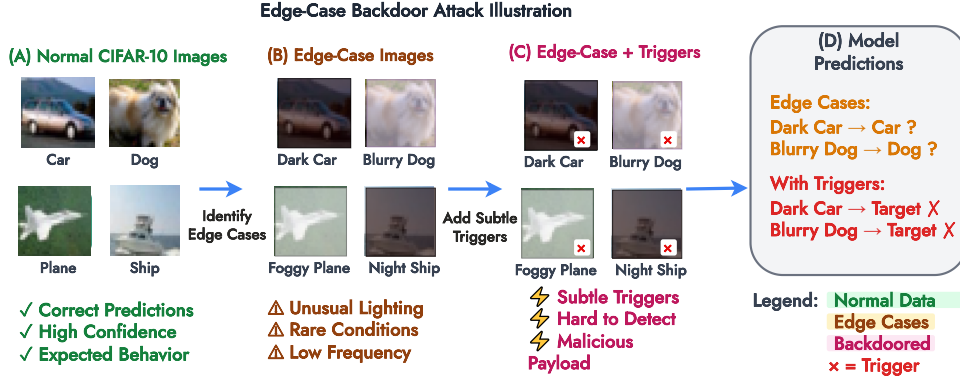 Edge-Case Backdoor Attack Illustration
(A) Normal CIFAR-10 Images
Car
Dog
Plane
Ship
✓ Correct Predictions
✓ High Confidence
✓ Expected Behavior
Identify
Edge Cases
(B) Edge-Case Images
Dark Car
Blurry Dog
Foggy Plane
Night Ship
⚠ Unusual Lighting
⚠ Rare Conditions
⚠ Low Frequency
Add Subtle
Triggers
(C) Edge-Case + Triggers
×
×
Dark Car
Blurry Dog
×
×
Foggy Plane
Night Ship
⚡ Subtle Triggers
⚡ Hard to Detect
⚡ Malicious
Payload
(D) Model
Predictions
Edge Cases:
Dark Car → Car ?
Blurry Dog → Dog ?
With Triggers:
Dark Car → Target ✗
Blurry Dog → Target ✗
Legend:
Normal Data
Edge Cases
Backdoored
× = Trigger